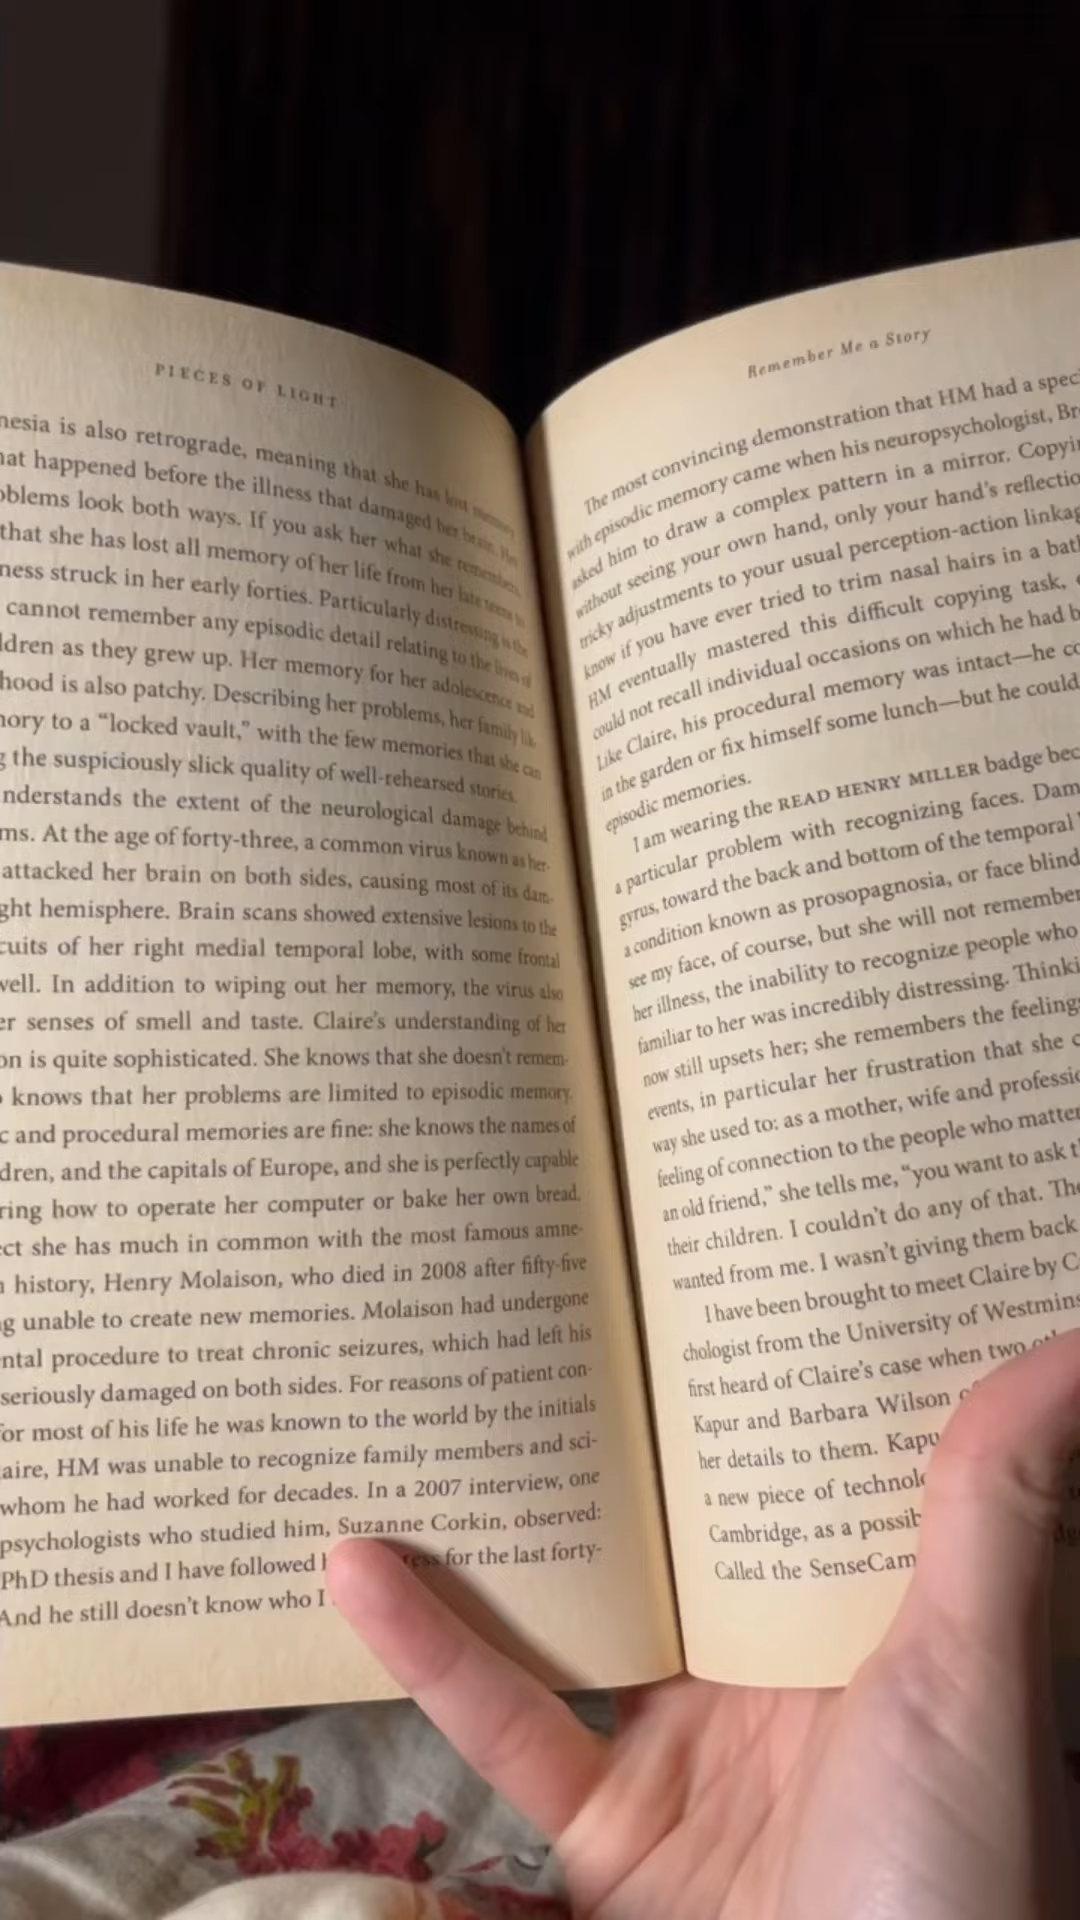 PIECES OF LIGHT
nesia is also retrograde, meaning that she has lost memory
hat happened before the illness that damaged her brain. Her
oblems look both ways. If you ask her what she remembers,
that she has lost all memory of her life from her late teens to
ness struck in her early forties. Particularly distressing is the
cannot remember any episodic detail relating to the lives of
ldren as they grew up. Her memory for her adolescence and
hood is also patchy. Describing her problems, her family lik-
mory to a “locked vault,” with the few memories that she can
g the suspiciously slick quality of well-rehearsed stories.
nderstands the extent of the neurological damage behind
ms. At the age of forty-three, a common virus known as her-
attacked her brain on both sides, causing most of its dam-
ght hemisphere. Brain scans showed extensive lesions to the
cuits of her right medial temporal lobe, with some frontal
well. In addition to wiping out her memory, the virus also
er senses of smell and taste. Claire’s understanding of her
on is quite sophisticated. She knows that she doesn’t remem-
o knows that her problems are limited to episodic memory.
c and procedural memories are fine: she knows the names of
dren, and the capitals of Europe, and she is perfectly capable
ring how to operate her computer or bake her own bread.
ect she has much in common with the most famous amne-
n history, Henry Molaison, who died in 2008 after fifty-five
ng unable to create new memories. Molaison had undergone
ntal procedure to treat chronic seizures, which had left his
seriously damaged on both sides. For reasons of patient con-
for most of his life he was known to the world by the initials
aire, HM was unable to recognize family members and sci-
whom he had worked for decades. In a 2007 interview, one
psychologists who studied him, Suzanne Corkin, observed:
PhD thesis and I have followed for the last forty-
And he still doesn’t know who I
Remember Me a Story
The most convincing demonstration that HM had a speci
with episodic memory came when his neuropsychologist, Br
asked him to draw a complex pattern in a mirror. Copyi
without seeing your own hand, only your hand’s reflectio
tricky adjustments to your usual perception-action linkag
know if you have ever tried to trim nasal hairs in a bat
HM eventually mastered this difficult copying task,
could not recall individual occasions on which he had b
Like Claire, his procedural memory was intact—he co
in the garden or fix himself some lunch—but he could
episodic memories.
I am wearing the READ HENRY MILLER badge bec
a particular problem with recognizing faces. Dam
gyrus, toward the back and bottom of the temporal
a condition known as prosopagnosia, or face blind
see my face, of course, but she will not remember
her illness, the inability to recognize people who
familiar to her was incredibly distressing. Thinki
now still upsets her; she remembers the feeling
events, in particular her frustration that she c
way she used to: as a mother, wife and professio
feeling of connection to the people who matter
an old friend,” she tells me, “you want to ask t
their children. I couldn’t do any of that. The
wanted from me. I wasn’t giving them back
I have been brought to meet Claire by C
chologist from the University of Westmins
first heard of Claire’s case when two
Kapur and Barbara Wilson
her details to them. Kapu
a new piece of technolo
Cambridge, as a possib
Called the SenseCam